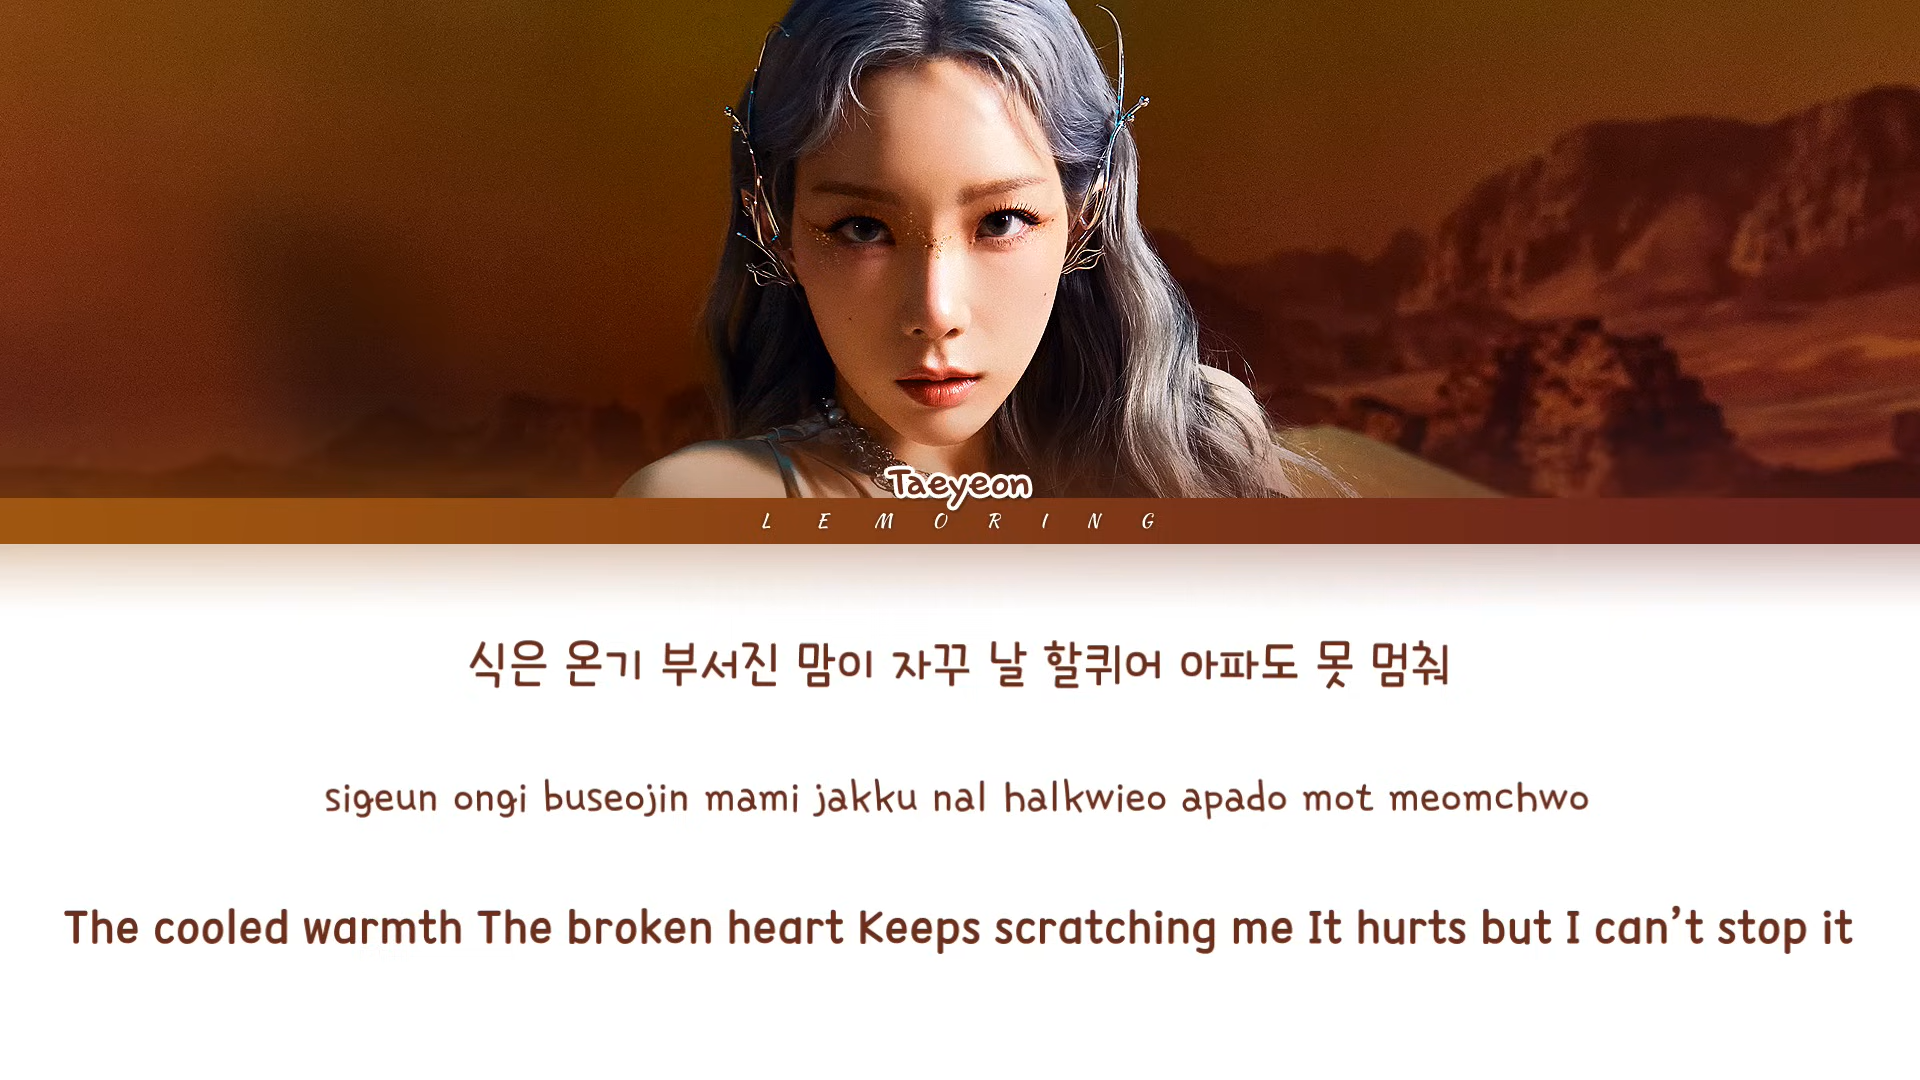 Taeyeon
LEMORING
식은 온기 부서진 맘이 자꾸 날 할퀴어 아파도 못 멈춰
sigeun ongi buseojin mami jakku nal halkwieo apado mot meomchwo
The cooled warmth The broken heart Keeps scratching me It hurts but I can't stop it